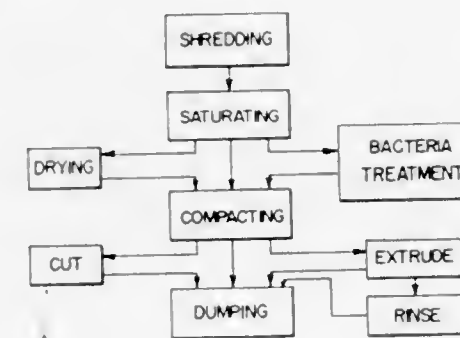 SHREDDING
SATURATING
DRYING
BACTERIA
TREATMENT
COMPACTING
CUT
EXTRUDE
DUMPING
RINSE